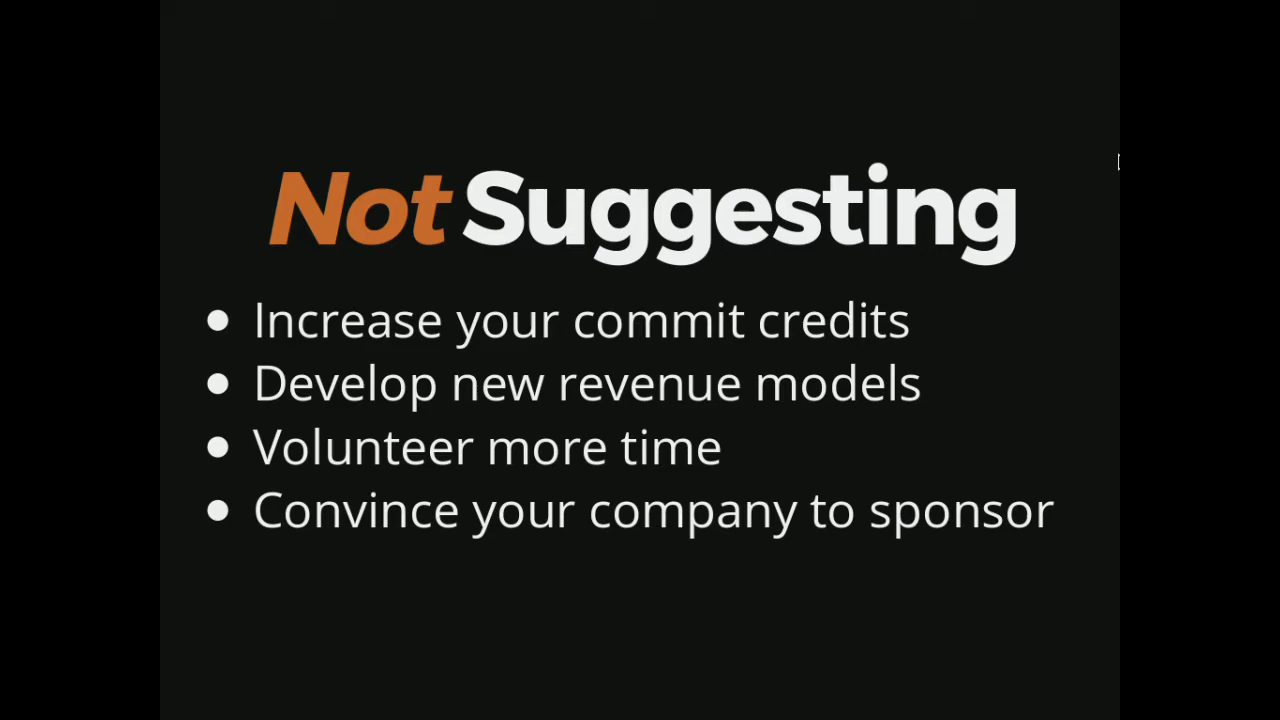 Not Suggesting
Increase your commit credits
Develop new revenue models
Volunteer more time
Convince your company to sponsor